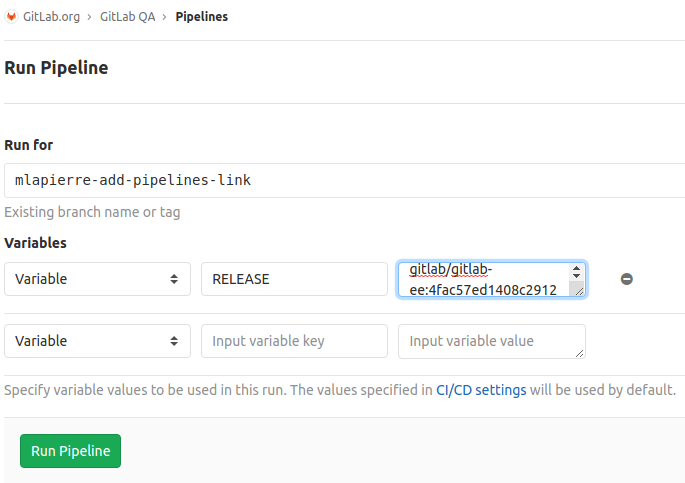 GitLab.org › GitLab QA › Pipelines
Run Pipeline
Run for
mlapierre-add-pipelines-link
Existing branch name or tag
Variables
Variable RELEASE gitlab/gitlab-
ee:4fac57ed1408c2912
Variable Input variable key Input variable value
Specify variable values to be used in this run. The values specified in CI/CD settings will be used by default.
Run Pipeline